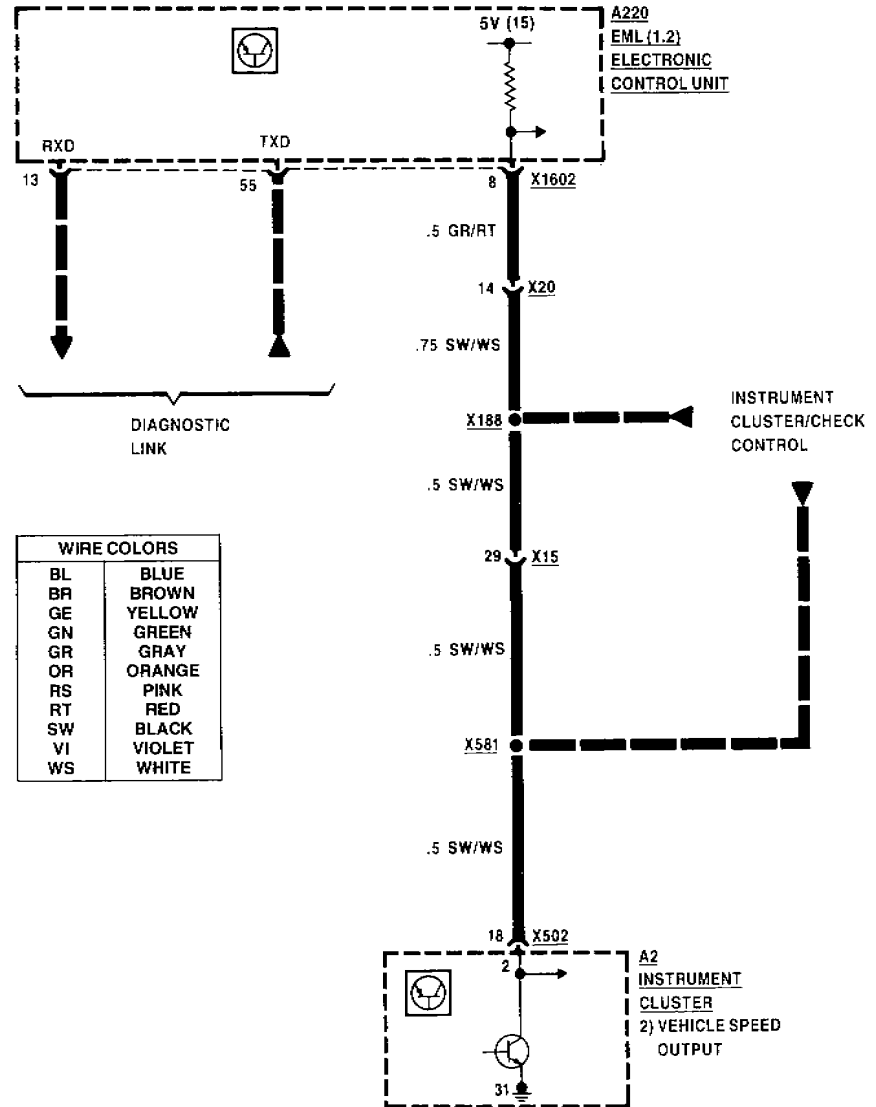 5V (15)
A220
EML (1.2)
ELECTRONIC
CONTROL UNIT
RXD
TXD
13
55
8
X1602
.5 GR/RT
14
X20
.75 SW/WS
DIAGNOSTIC
LINK
X188
INSTRUMENT
CLUSTER/CHECK
CONTROL
.5 SW/WS
29
X15
WIRE COLORS
BL BLUE
BR BROWN
GE YELLOW
GN GREEN
GR GRAY
OR ORANGE
RS PINK
RT RED
SW BLACK
VI VIOLET
WS WHITE
.5 SW/WS
X581
.5 SW/WS
18
X502
2
A2
INSTRUMENT
CLUSTER
2) VEHICLE SPEED
OUTPUT
31